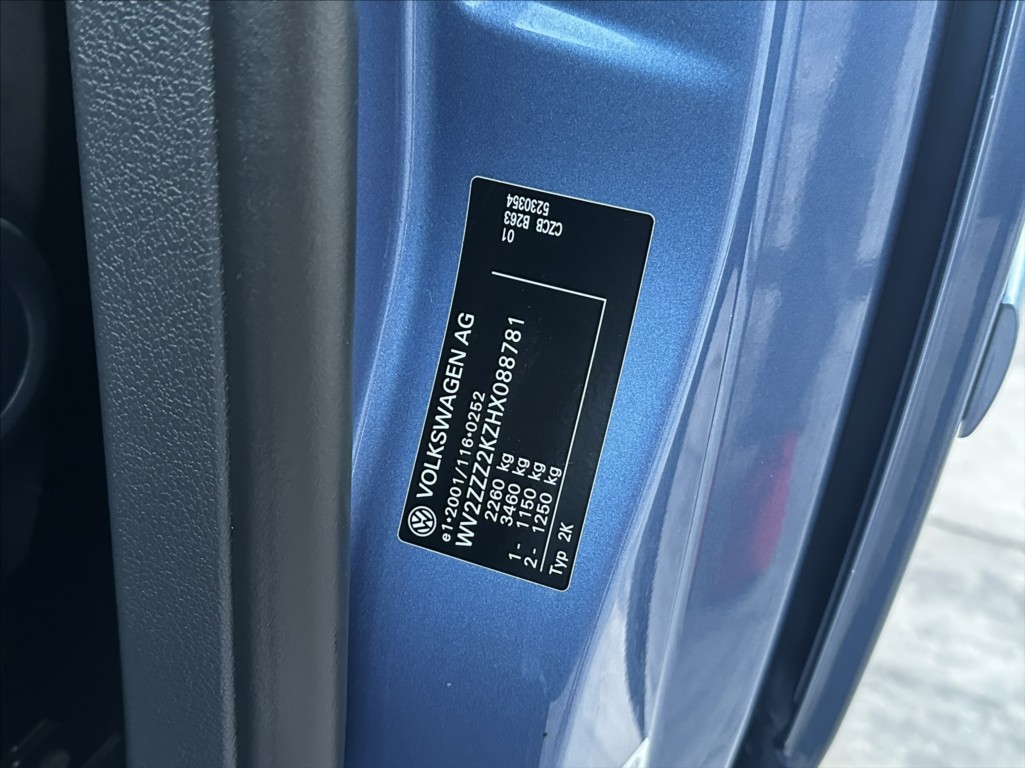 VOLKSWAGEN AG
e1*2001/116*0252
WV2ZZZ2KZHX088781
2260 kg
3460 kg
1 - 1150 kg
2 - 1250 kg
Typ 2K
5230354
CZCB B263
01